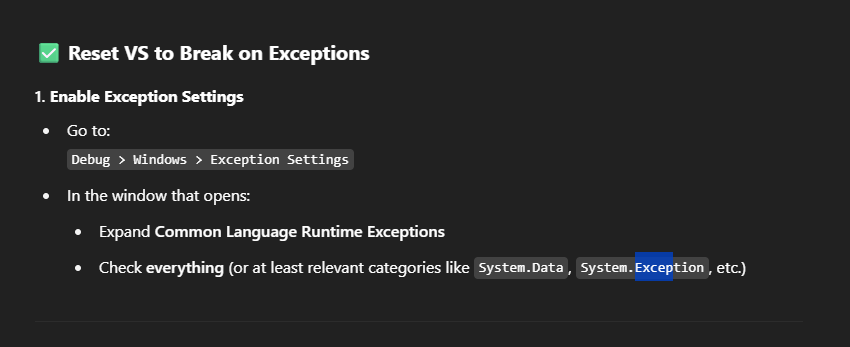 ✅ Reset VS to Break on Exceptions
1. Enable Exception Settings
• Go to:
Debug > Windows > Exception Settings
• In the window that opens:
• Expand Common Language Runtime Exceptions
• Check everything (or at least relevant categories like System.Data, System.Exception, etc.)